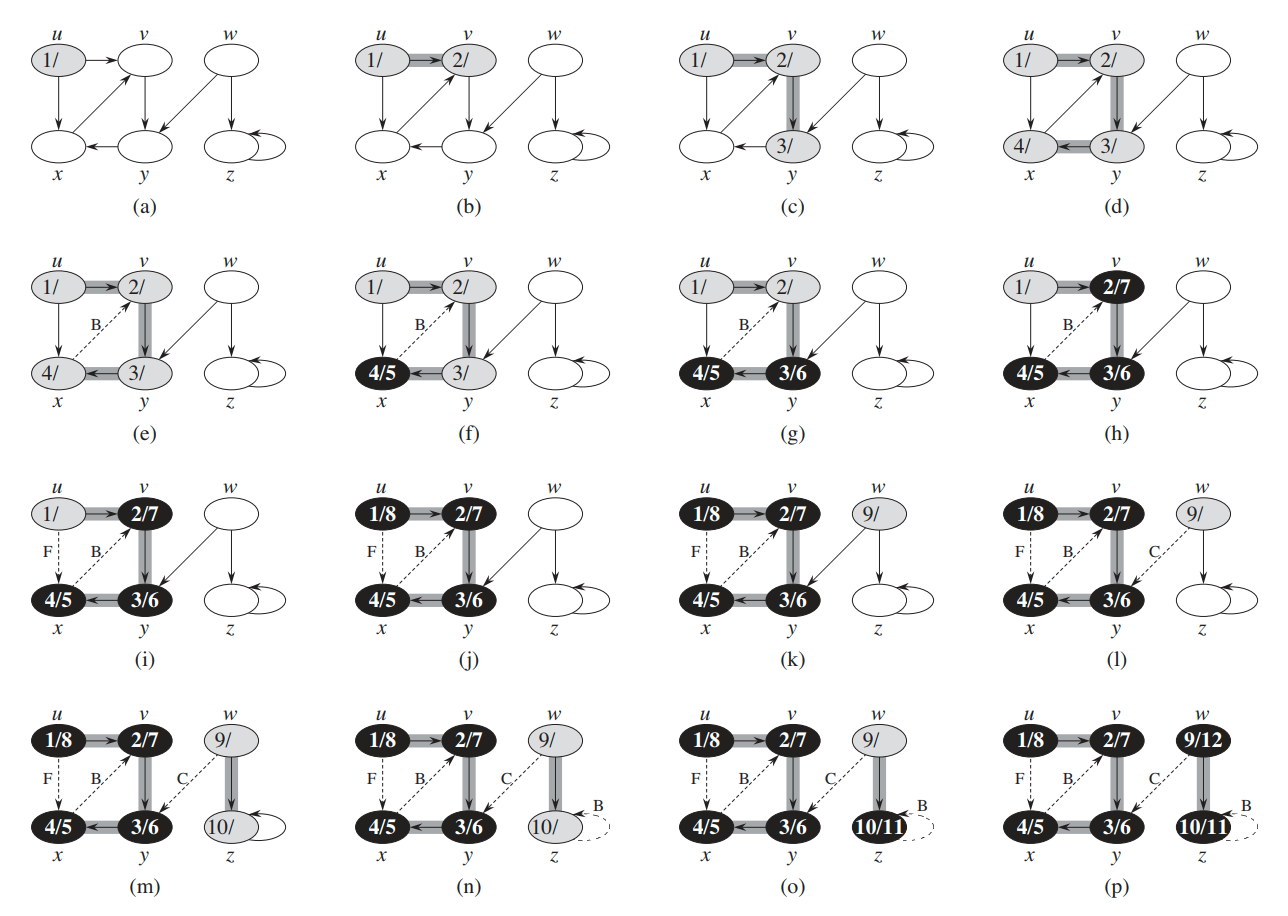 u v w u v w u v w u v w
1/ 1/ 2/ 1/ 2/ 1/ 2/
3/ 4/ 3/
x y z x y z x y z x y z
(a) (b) (c) (d)
u v w u v w u v w u v w
1/ 2/ 1/ 2/ 1/ 2/ 1/ 2/7
B B B B
4/ 3/ 4/5 3/ 4/5 3/6 4/5 3/6
x y z x y z x y z x y z
(e) (f) (g) (h)
u v w u v w u v w u v w
1/ 2/7 1/8 2/7 1/8 2/7 9/ 1/8 2/7 9/
F B F B F B F B C
4/5 3/6 4/5 3/6 4/5 3/6 4/5 3/6
x y z x y z x y z x y z
(i) (j) (k) (l)
u v w u v w u v w u v w
1/8 2/7 9/ 1/8 2/7 9/ 1/8 2/7 9/ 1/8 2/7 9/12
F B C F B C B F B C B F B C B
4/5 3/6 10/ 4/5 3/6 10/ 4/5 3/6 10/11 4/5 3/6 10/11
x y z x y z x y z x y z
(m) (n) (o) (p)